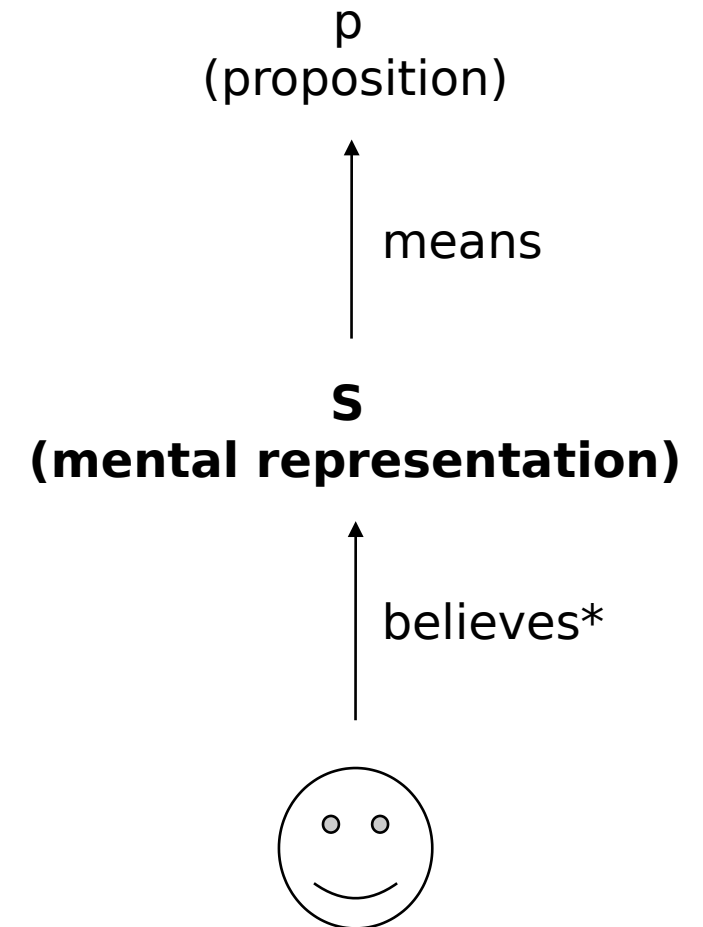 p
(proposition)
means
S
(mental representation)
believes*